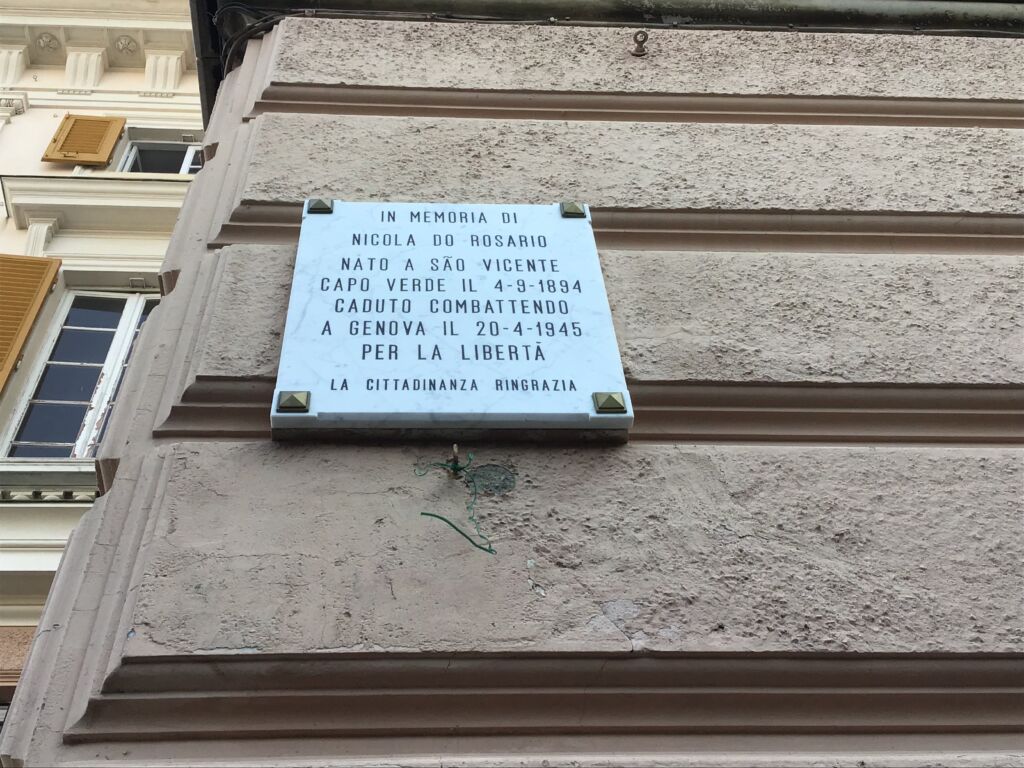 IN MEMORIA DI
NICOLA DO ROSARIO
NATO A SÃO VICENTE
CAPO VERDE IL 4-9-1894
CADUTO COMBATTENDO
A GENOVA IL 20-4-1945
PER LA LIBERTÀ
LA CITTADINANZA RINGRAZIA